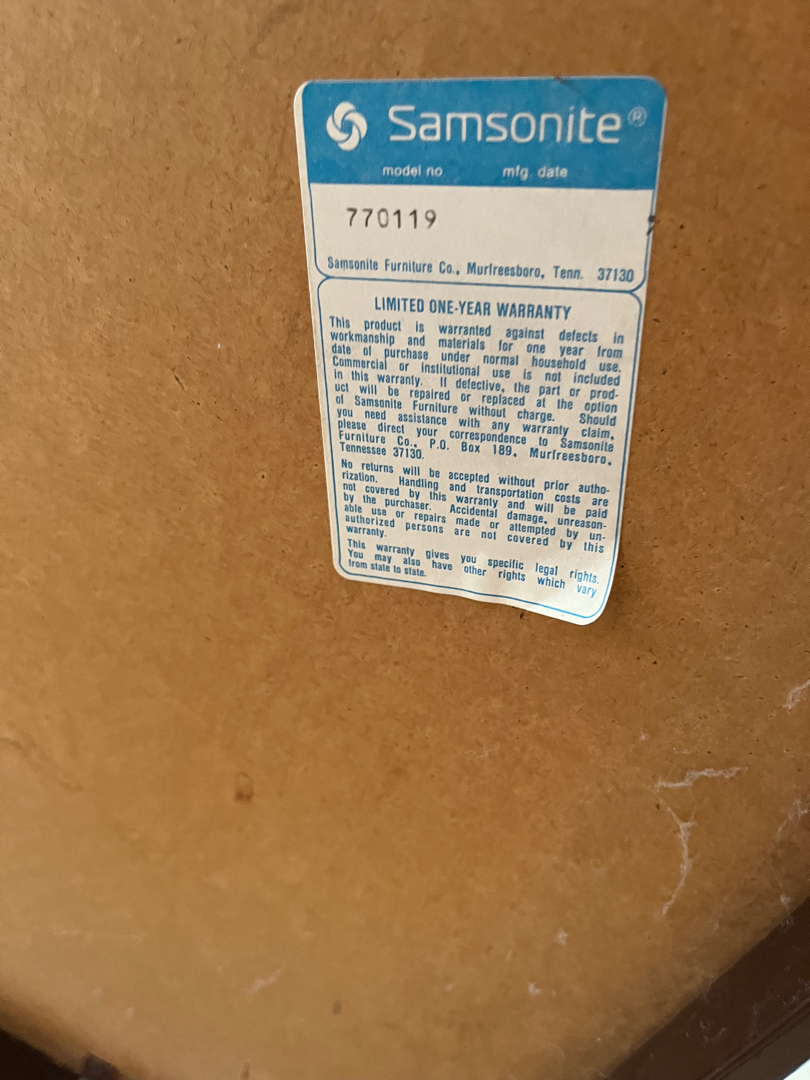 Samsonite®
model no mfg. date
770119
Samsonite Furniture Co., Murfreesboro, Tenn. 37130
LIMITED ONE-YEAR WARRANTY
This product is warranted against defects in
workmanship and materials for one year from
date of purchase under normal household use.
Commercial or institutional use is not included
in this warranty. If defective, the part or prod-
uct will be repaired or replaced at the option
of Samsonite Furniture without charge. Should
you need assistance with any warranty claim,
please direct your correspondence to Samsonite
Furniture Co., P.O. Box 189, Murfreesboro,
Tennessee 37130.
No returns will be accepted without prior autho-
rization. Handling and transportation costs are
not covered by this warranty and will be paid
by the purchaser. Accidental damage, unreason-
able use or repairs made or attempted by un-
authorized persons are not covered by this
warranty.
This warranty gives you specific legal rights.
You may also have other rights which vary
from state to state.